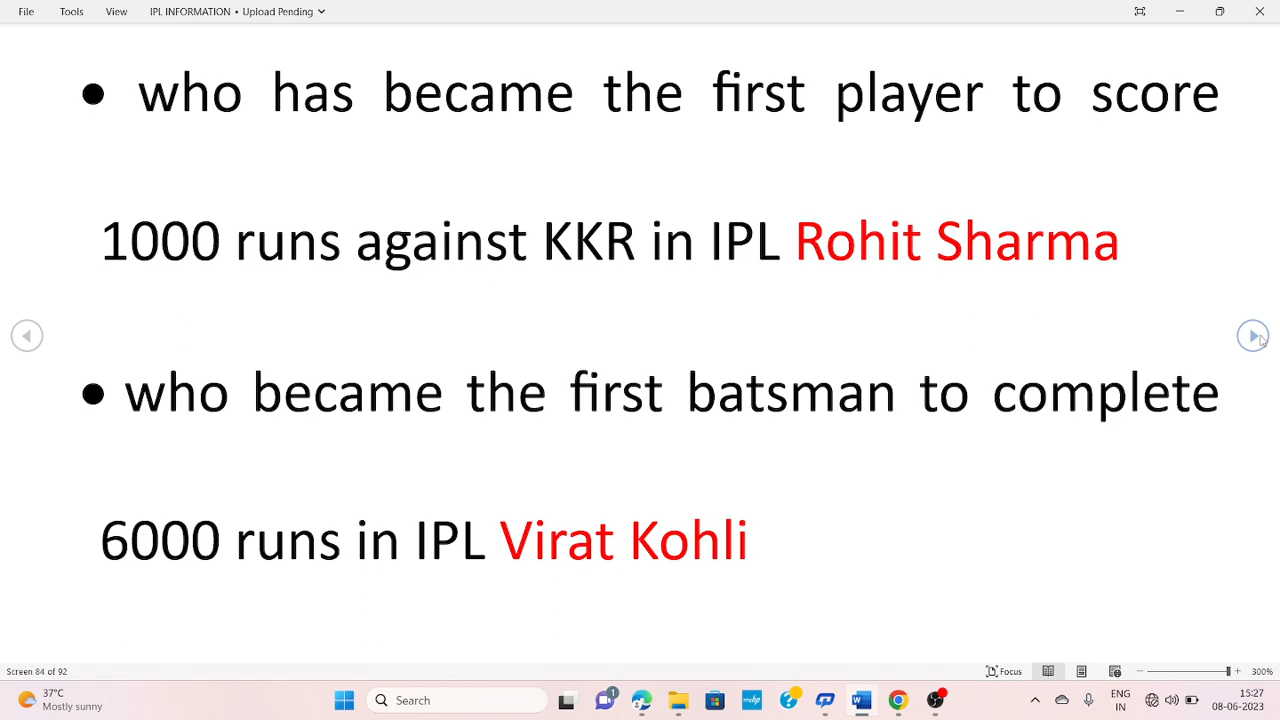 File Tools View IPL INFORMATION • Upload Pending
• who has became the first player to score
1000 runs against KKR in IPL Rohit Sharma
• who became the first batsman to complete
6000 runs in IPL Virat Kohli
Screen 84 of 92 Focus 300%
37°C
Mostly sunny
Search
1
ENG
IN
15:27
08-06-2023